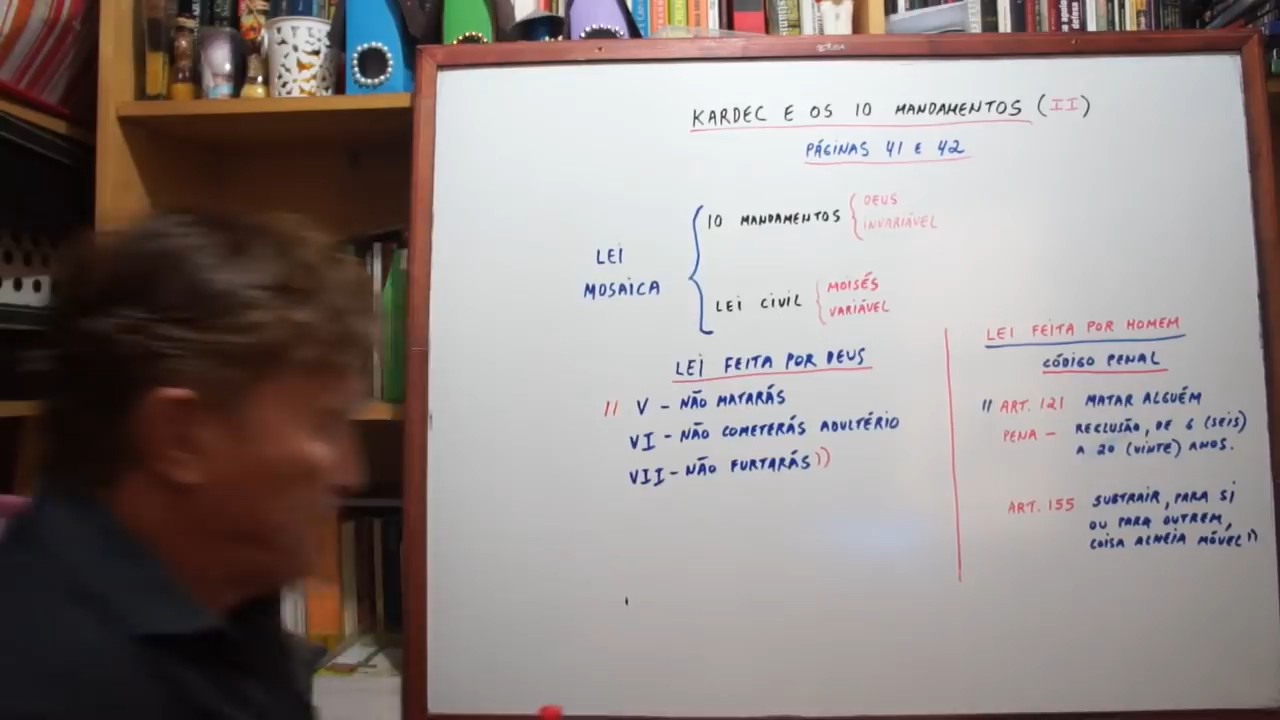 KARDEC E OS 10 MANDAMENTOS (II)
PÁGINAS 41 E 42
LEI
MOSAICA
10 MANDAMENTOS
DEUS
INVARIÁVEL
LEI CIVIL
MOISÉS
VARIÁVEL
LEI FEITA POR DEUS
" V - NÃO MATARÁS
VI - NÃO COMETERÁS ADULTÉRIO
VII - NÃO FURTARÁS "
LEI FEITA POR HOMEM
CÓDIGO PENAL
" ART. 121 MATAR ALGUÉM
PENA - RECLUSÃO, DE 6 (SEIS)
A 20 (VINTE) ANOS.
ART. 155 SUBTRAIR, PARA SI
OU PARA OUTREM,
COISA ALHEIA MÓVEL "